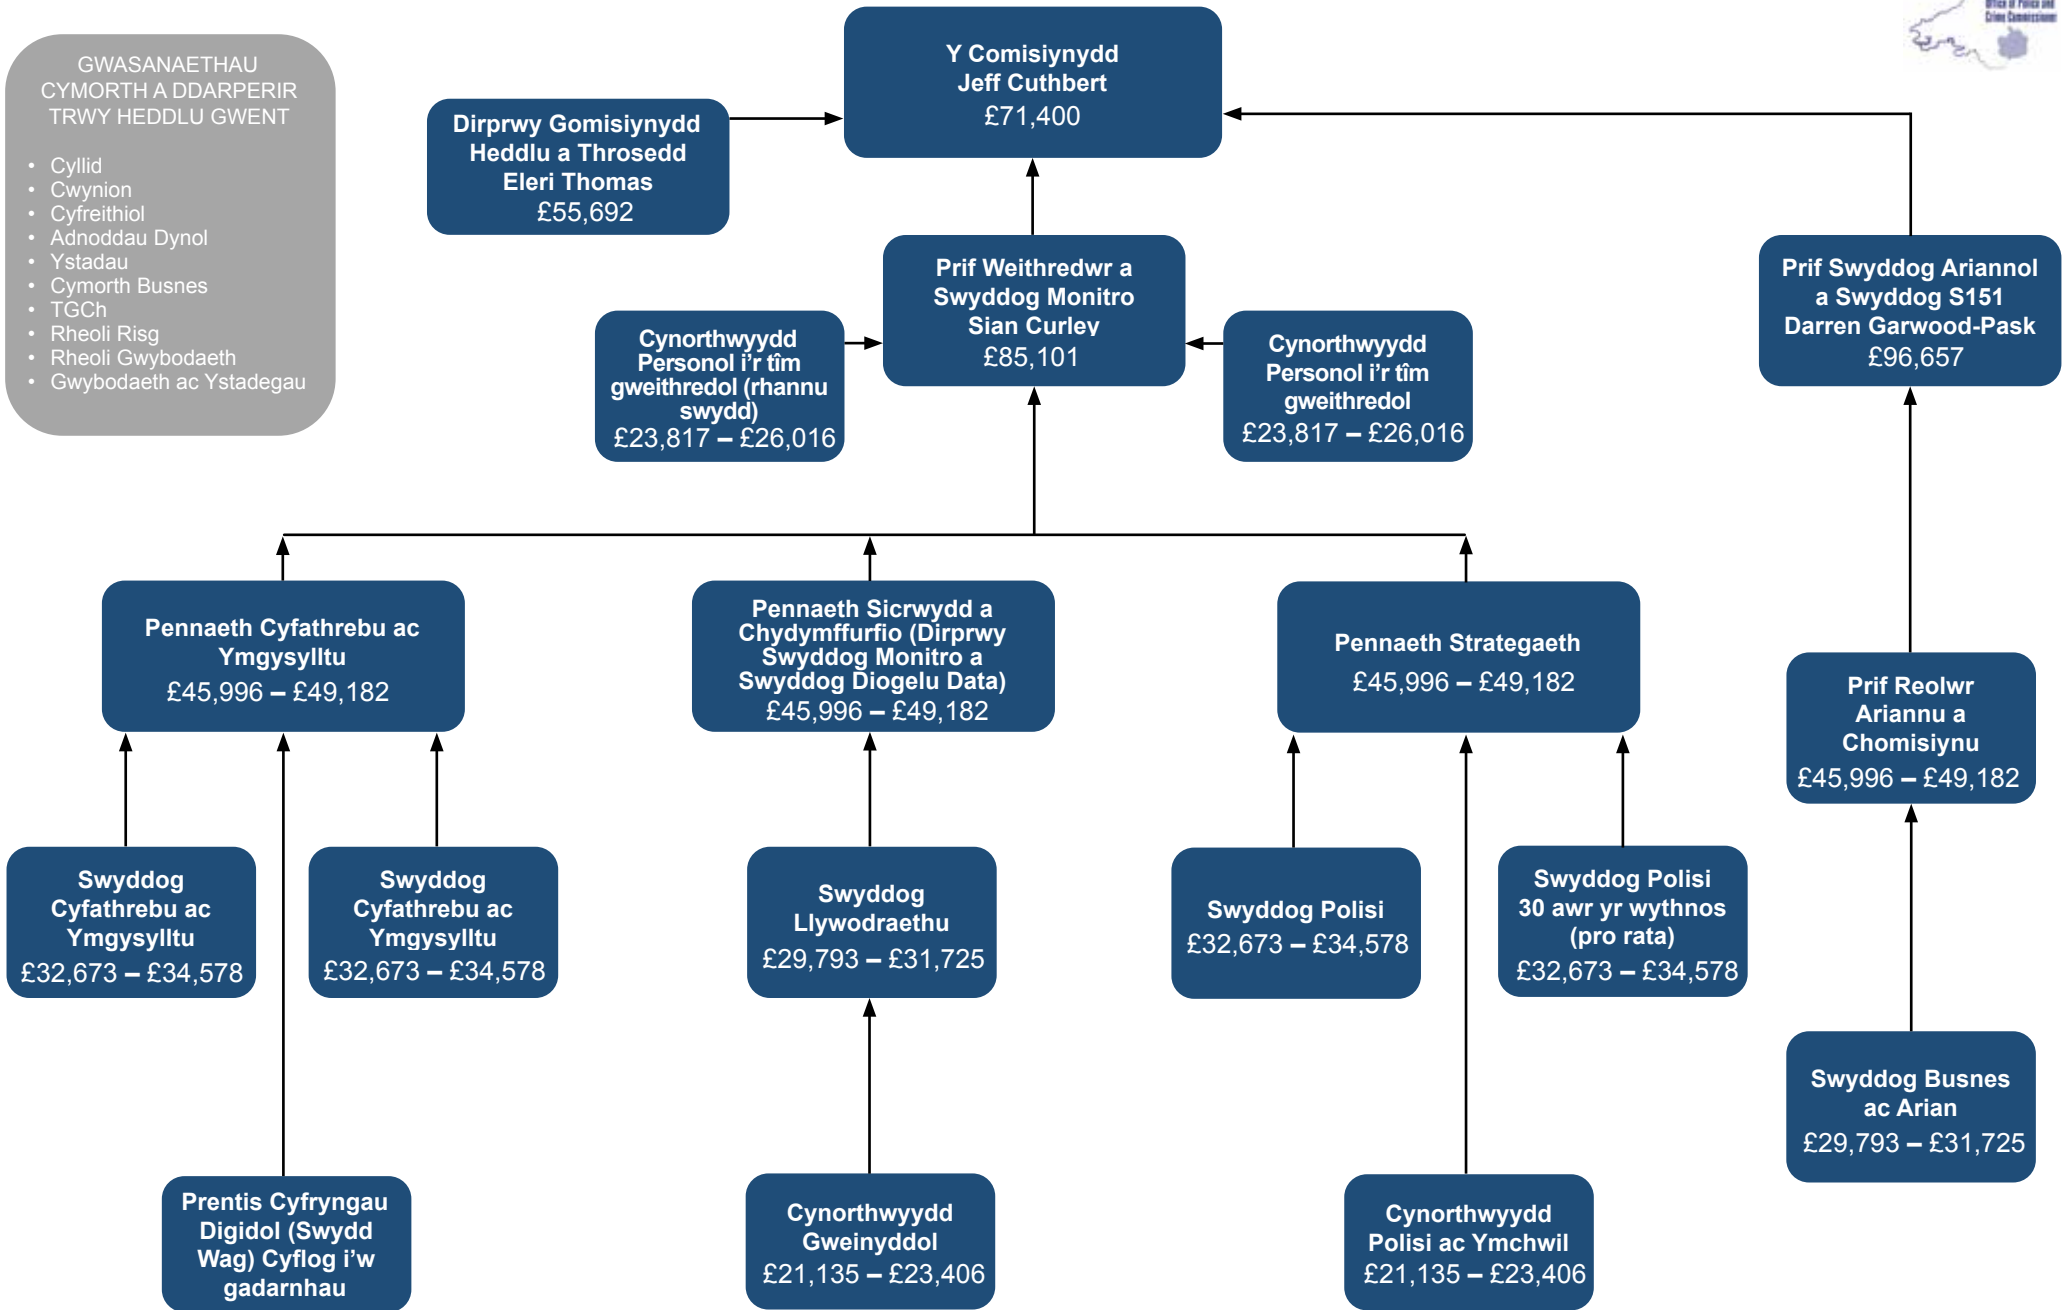 Office of Police and
Crime Commissioner
GWASANAETHAU
CYMORTH A DDARPERIR
TRWY HEDDLU GWENT
• Cyllid
• Cwynion
• Cyfreithiol
• Adnoddau Dynol
• Ystadau
• Cymorth Busnes
• TGCh
• Rheoli Risg
• Rheoli Gwybodaeth
• Gwybodaeth ac Ystadegau
Y Comisiynydd
Jeff Cuthbert
£71,400
Dirprwy Gomisiynydd
Heddlu a Throsedd
Eleri Thomas
£55,692
Prif Weithredwr a
Swyddog Monitro
Sian Curley
£85,101
Prif Swyddog Ariannol
a Swyddog S151
Darren Garwood-Pask
£96,657
Cynorthwyydd
Personol i'r tîm
gweithredol (rhannu
swydd)
£23,817 – £26,016
Cynorthwyydd
Personol i'r tîm
gweithredol
£23,817 – £26,016
Pennaeth Cyfathrebu ac
Ymgysylltu
£45,996 – £49,182
Pennaeth Sicrwydd a
Chydymffurfio (Dirprwy
Swyddog Monitro a
Swyddog Diogelu Data)
£45,996 – £49,182
Pennaeth Strategaeth
£45,996 – £49,182
Prif Reolwr
Ariannu a
Chomisiynu
£45,996 – £49,182
Swyddog
Cyfathrebu ac
Ymgysylltu
£32,673 – £34,578
Swyddog
Cyfathrebu ac
Ymgysylltu
£32,673 – £34,578
Swyddog
Llywodraethu
£29,793 – £31,725
Swyddog Polisi
£32,673 – £34,578
Swyddog Polisi
30 awr yr wythnos
(pro rata)
£32,673 – £34,578
Swyddog Busnes
ac Arian
£29,793 – £31,725
Prentis Cyfryngau
Digidol (Swydd
Wag) Cyflog i'w
gadarnhau
Cynorthwyydd
Gweinyddol
£21,135 – £23,406
Cynorthwyydd
Polisi ac Ymchwil
£21,135 – £23,406